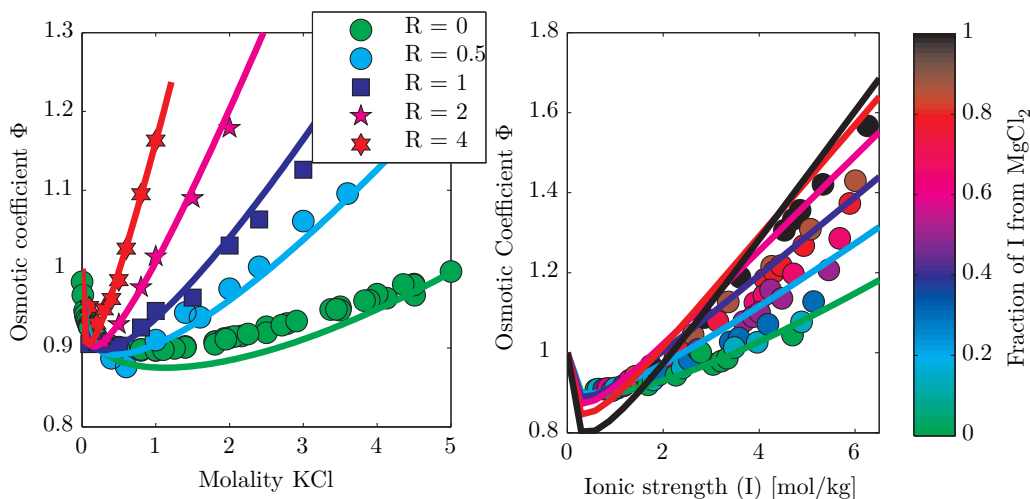 1.3
1.2
1.1
1
0.9
0.8
0
1
2
3
4
5
Osmotic coefficient Φ
Molality KCl
R = 0
R = 0.5
R = 1
R = 2
R = 4
1.8
1.6
1.4
1.2
1
0.8
0
2
4
6
Osmotic Coefficient Φ
Ionic strength (I) [mol/kg]
1
0.8
0.6
0.4
0.2
0
Fraction of I from MgCl₂